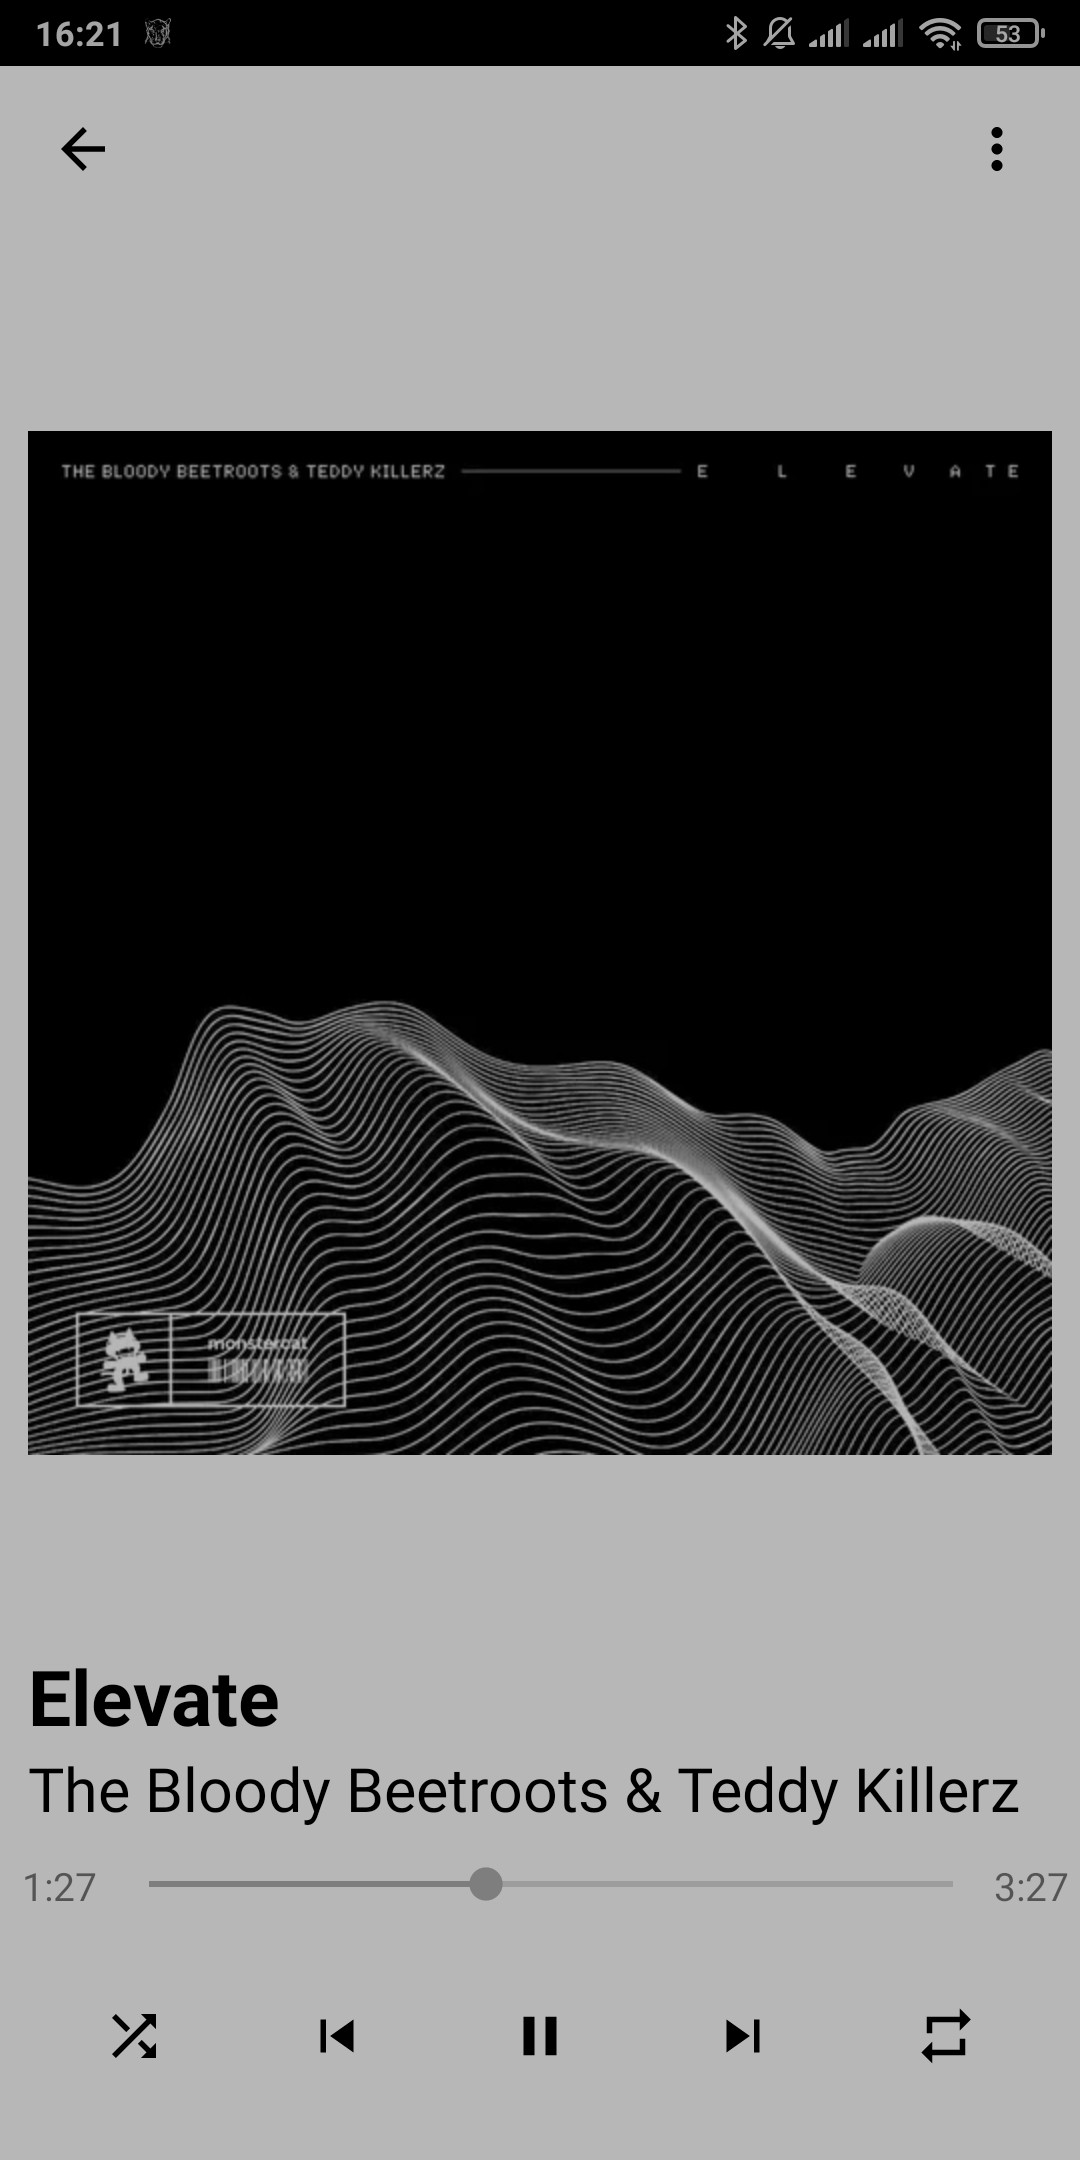 16:21
53
THE BLOODY BEETROOTS & TEDDY KILLERZ E L E V A T E
monstercat
Elevate
The Bloody Beetroots & Teddy Killerz
1:27 3:27